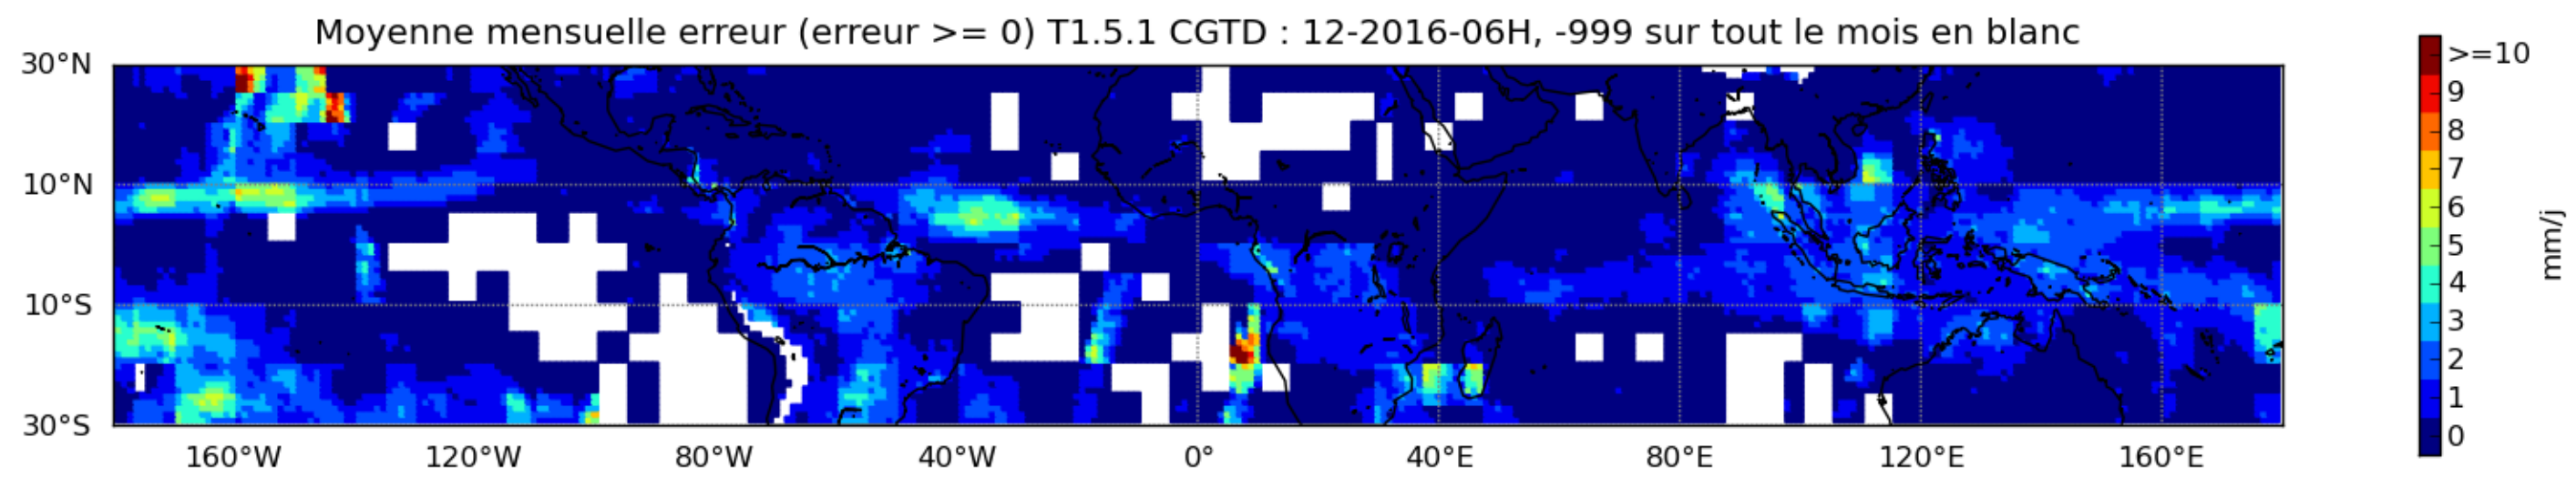 Moyenne mensuelle erreur (erreur >= 0) T1.5.1 CGTD : 12-2016-06H, -999 sur tout le mois en blanc
30°N
10°N
10°S
30°S
160°W 120°W 80°W 40°W 0° 40°E 80°E 120°E 160°E
>=10
9
8
7
6
5
4
3
2
1
0
mm/j